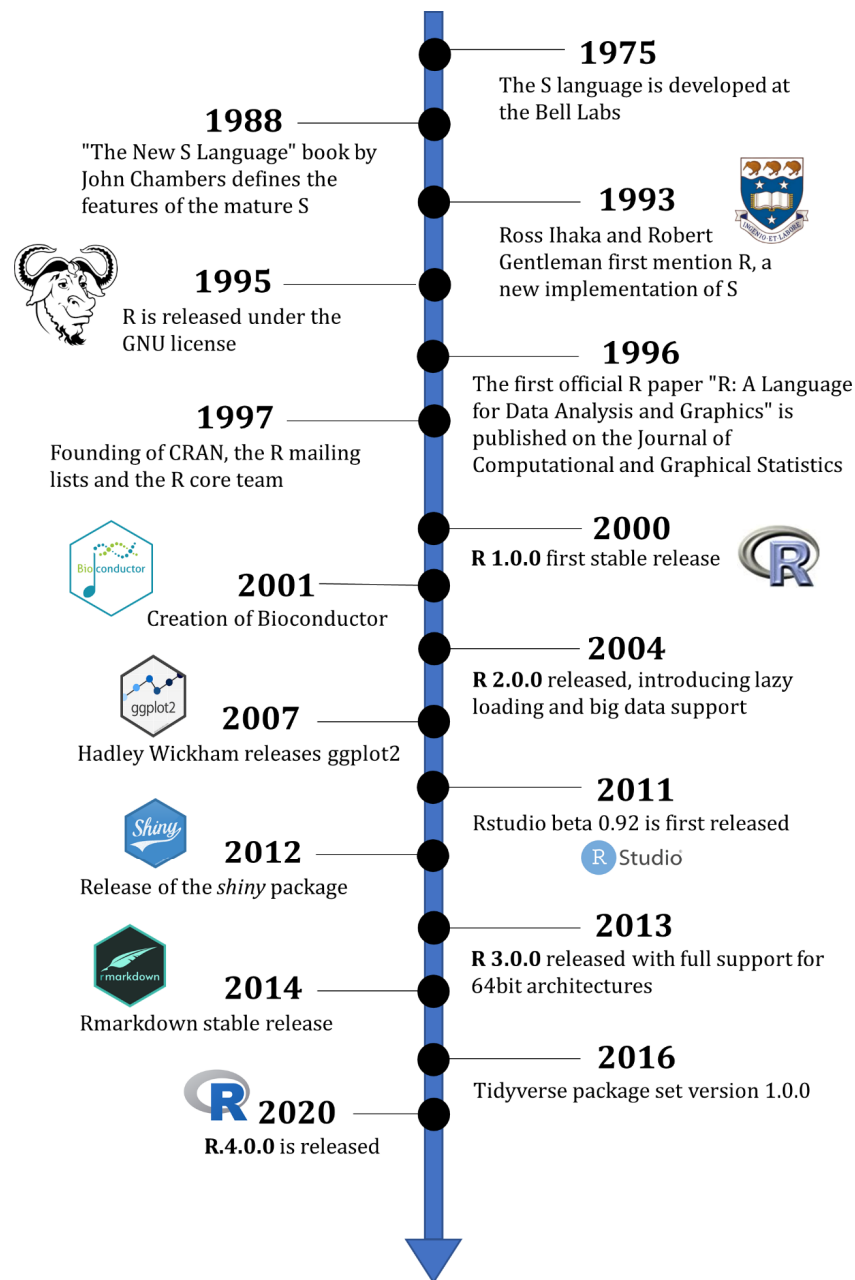 1975
The S language is developed at
the Bell Labs
1988
"The New S Language" book by
John Chambers defines the
features of the mature S
1993
INGENIO·ET·LABORE
Ross Ihaka and Robert
Gentleman first mention R, a
new implementation of S
1995
R is released under the
GNU license
1996
The first official R paper "R: A Language
for Data Analysis and Graphics" is
published on the Journal of
Computational and Graphical Statistics
1997
Founding of CRAN, the R mailing
lists and the R core team
2000
R 1.0.0 first stable release
R
Bioconductor
2001
Creation of Bioconductor
2004
R 2.0.0 released, introducing lazy
loading and big data support
ggplot2
2007
Hadley Wickham releases ggplot2
2011
Rstudio beta 0.92 is first released
R Studio
Shiny
2012
Release of the shiny package
2013
R 3.0.0 released with full support for
64bit architectures
rmarkdown
2014
Rmarkdown stable release
2016
Tidyverse package set version 1.0.0
R
2020
R.4.0.0 is released